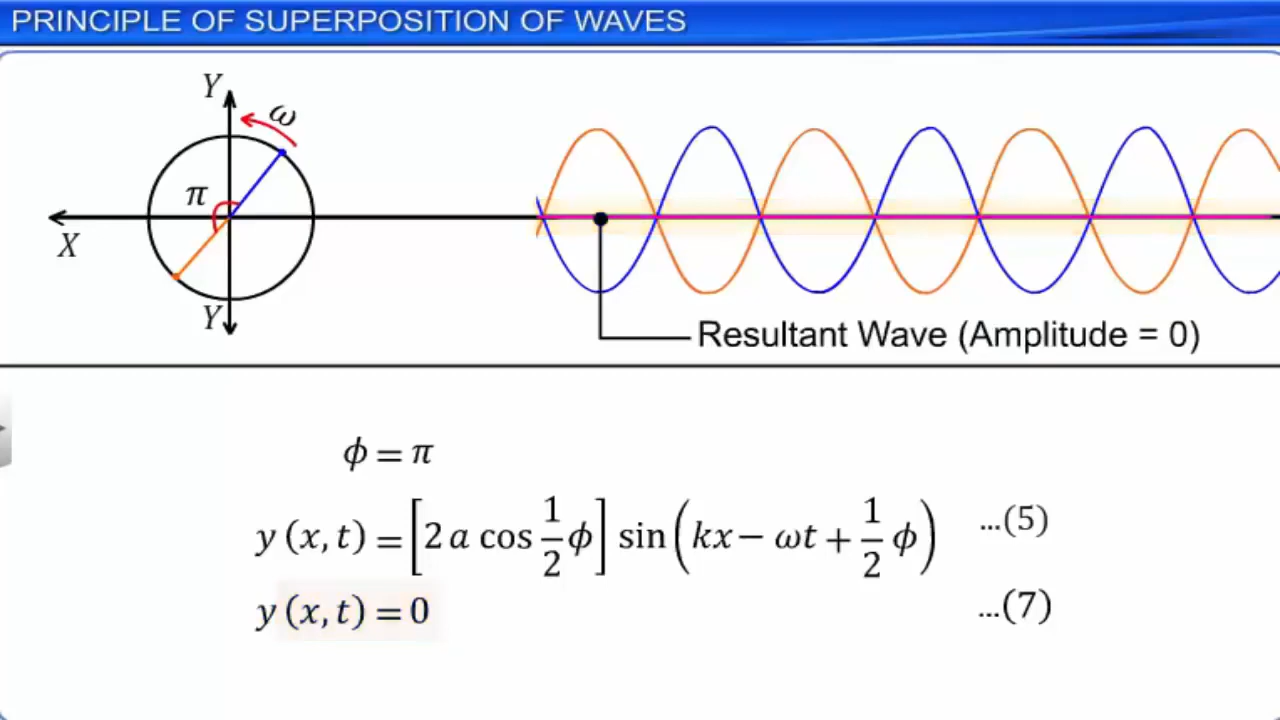 PRINCIPLE OF SUPERPOSITION OF WAVES
Y
ω
π
X
Y
Resultant Wave (Amplitude = 0)
ϕ = π
y (x, t) = [2 a cos 1/2 ϕ] sin (kx − ωt + 1/2 ϕ) ...(5)
y (x, t) = 0 ...(7)